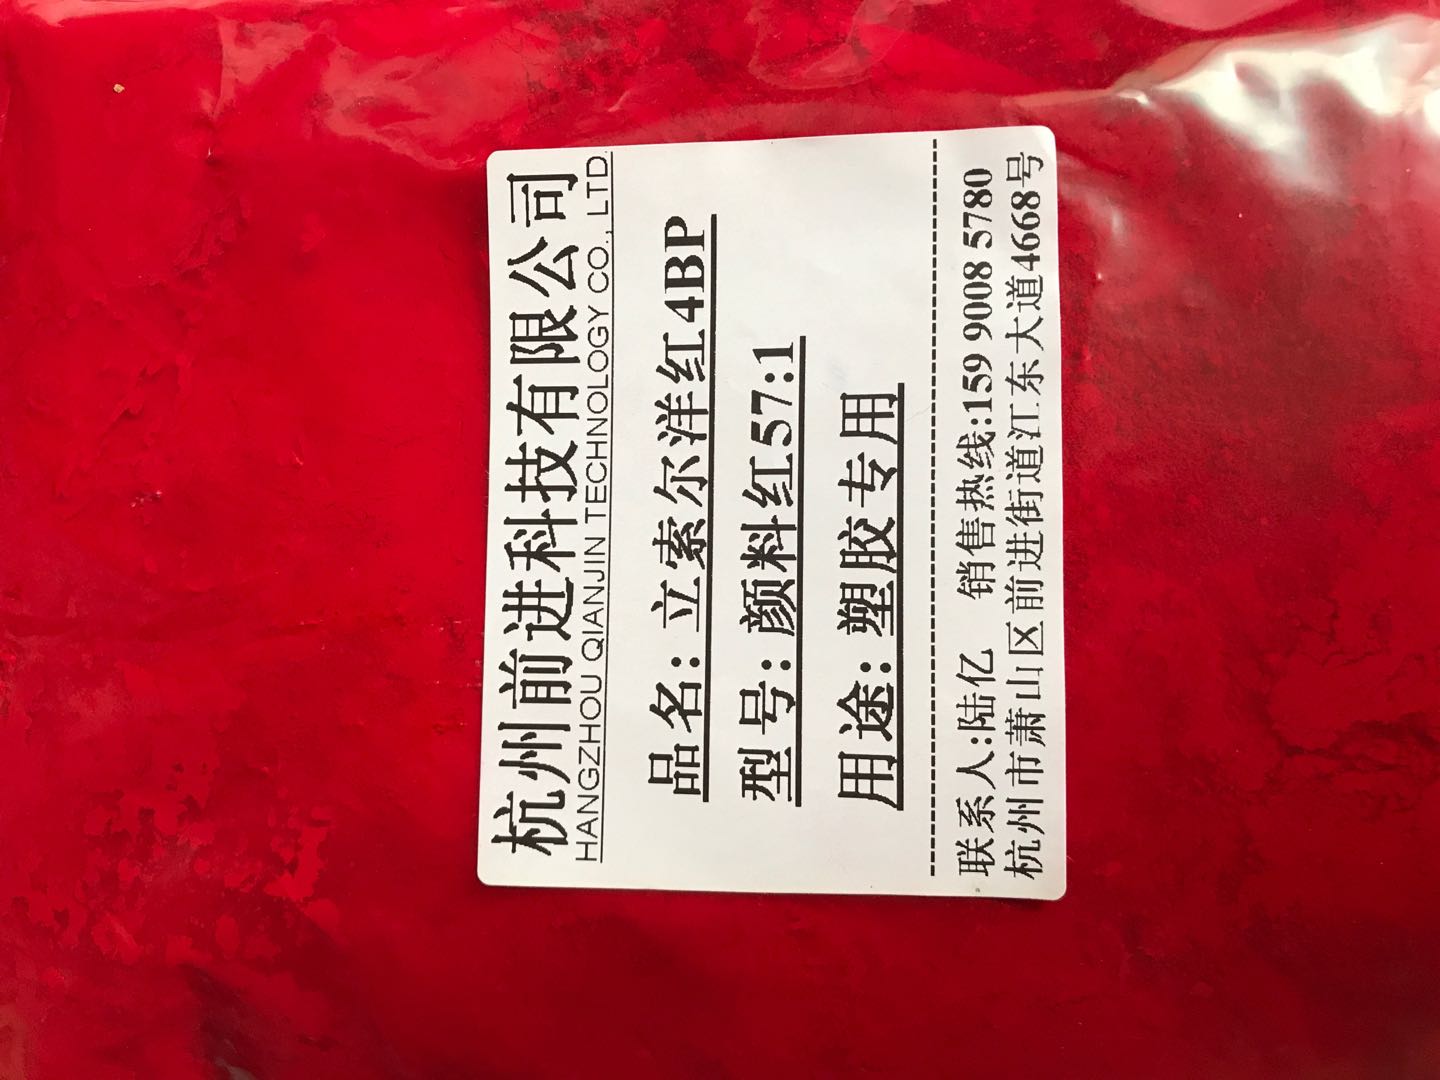 杭州前进科技有限公司
HANGZHOU QIANJIIN TECHNOLOGY CO., LTD.
品名: 立索尔洋红4BP
型号: 颜料红57:1
用途: 塑胶专用
联系人:陆亿 销售热线:159 9008 5780
杭州市萧山区前进街道江东大道4668号